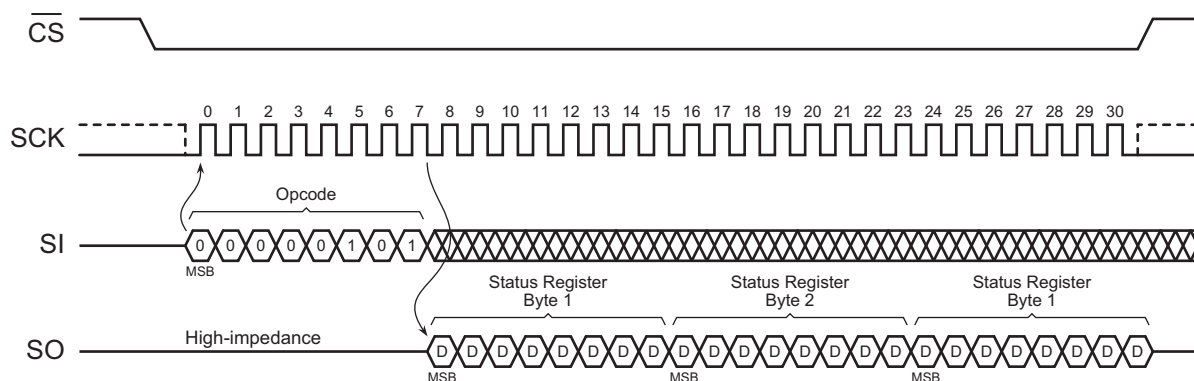 CS
0 1 2 3 4 5 6 7 8 9 10 11 12 13 14 15 16 17 18 19 20 21 22 23 24 25 26 27 28 29 30
SCK
Opcode
SI 0 0 0 0 0 1 0 1
MSB
Status Register Status Register Status Register
Byte 1 Byte 2 Byte 1
High-impedance
SO D D D D D D D D D D D D D D D D D D D D D D D D
MSB MSB MSB